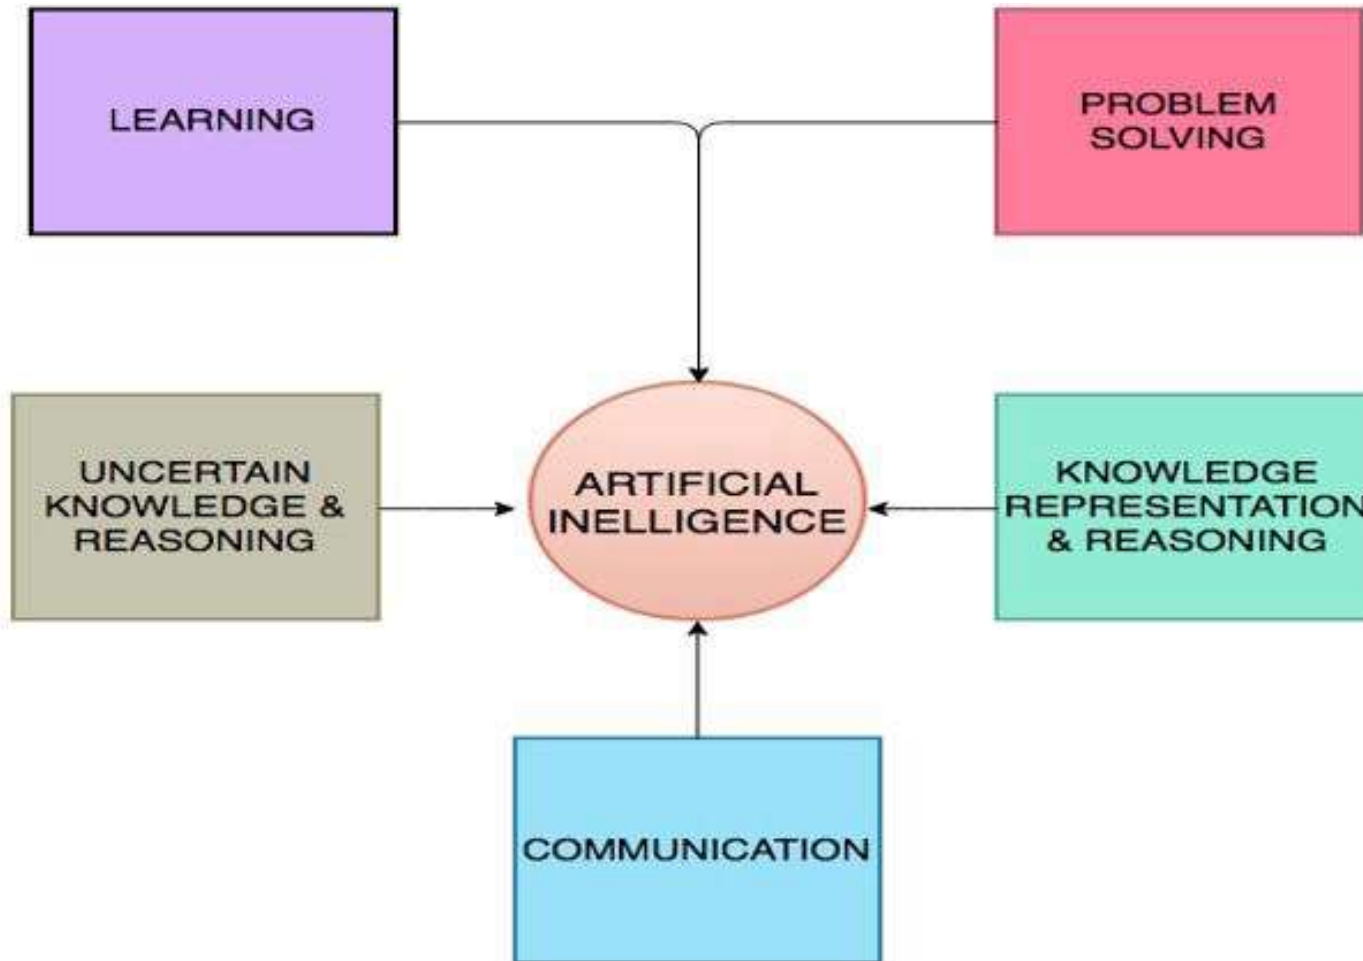 LEARNING
PROBLEM
SOLVING
UNCERTAIN
KNOWLEDGE &
REASONING
ARTIFICIAL
INELLIGENCE
KNOWLEDGE
REPRESENTATION
& REASONING
COMMUNICATION